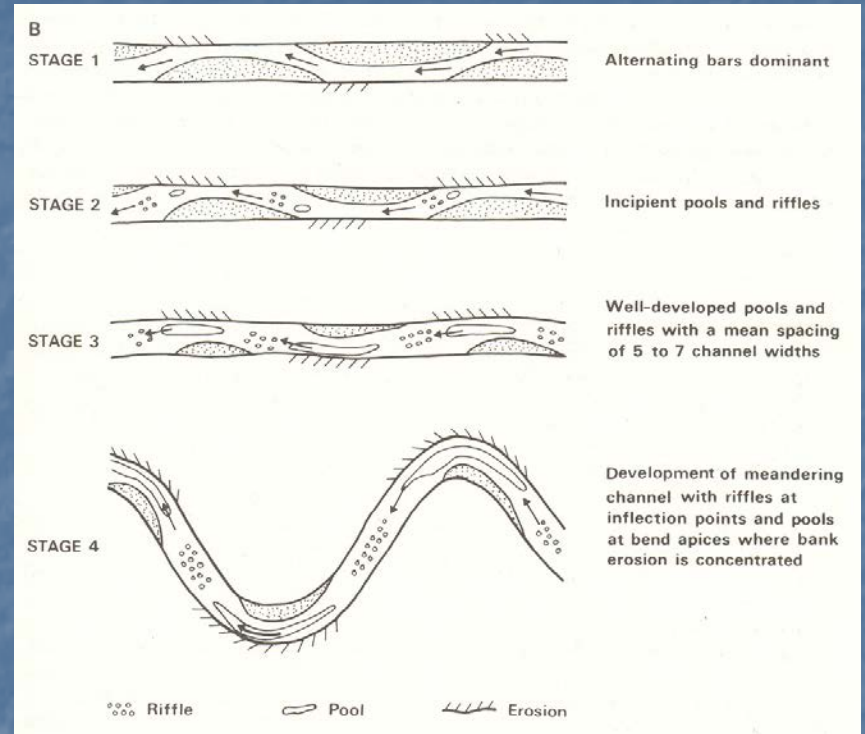 B
STAGE 1
Alternating bars dominant
STAGE 2
Incipient pools and riffles
STAGE 3
Well-developed pools and
riffles with a mean spacing
of 5 to 7 channel widths
STAGE 4
Development of meandering
channel with riffles at
inflection points and pools
at bend apices where bank
erosion is concentrated
Riffle Pool Erosion